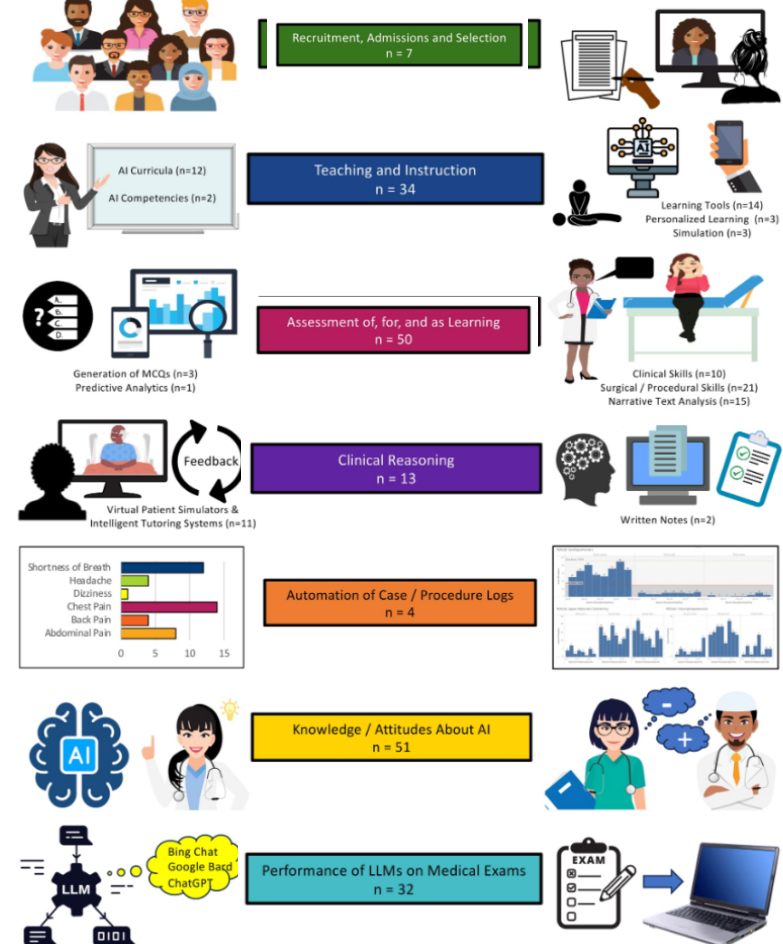 Recruitment, Admissions and Selection
n = 7
AI Curricula (n=12)
AI Competencies (n=2)
Teaching and Instruction
n = 34
AI
Learning Tools (n=14)
Personalized Learning (n=3)
Simulation (n=3)
?
A.
B.
C.
D.
Generation of MCQs (n=3)
Predictive Analytics (n=1)
Assessment of, for, and as Learning
n = 50
Clinical Skills (n=10)
Surgical / Procedural Skills (n=21)
Narrative Text Analysis (n=15)
Feedback
Virtual Patient Simulators &
Intelligent Tutoring Systems (n=11)
Clinical Reasoning
n = 13
Written Notes (n=2)
Shortness of Breath
Headache
Dizziness
Chest Pain
Back Pain
Abdominal Pain
0 5 10 15
Automation of Case / Procedure Logs
n = 4
AI
Knowledge / Attitudes About AI
n = 51
-
+
LLM
0101
Bing Chat
Google Bard
ChatGPT
Performance of LLMs on Medical Exams
n = 32
EXAM